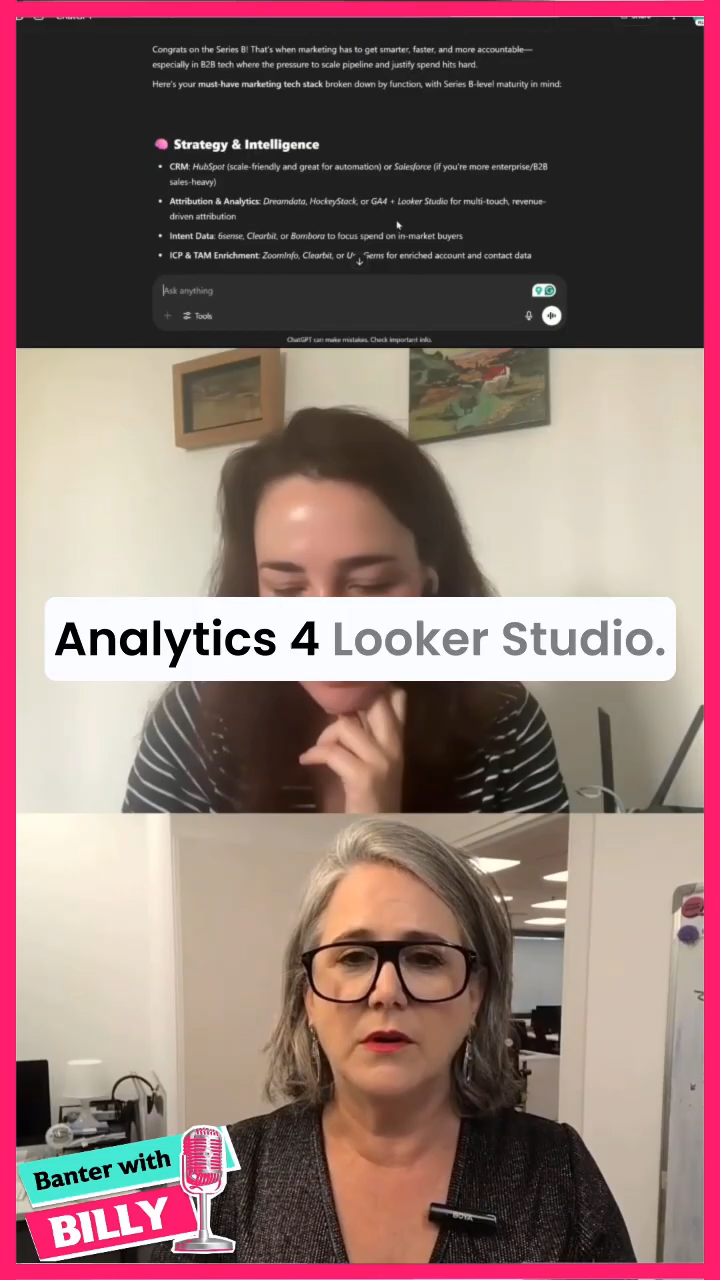 Congrats on the Series B! That's when marketing has to get smarter, faster, and more accountable—
especially in B2B tech where the pressure to scale pipeline and justify spend hits hard.
Here's your must-have marketing tech stack broken down by function, with Series B-level maturity in mind:
🧠 Strategy & Intelligence
• CRM: HubSpot (scale-friendly and great for automation) or Salesforce (if you're more enterprise/B2B
sales-heavy)
• Attribution & Analytics: Dreamdata, HockeyStack, or GA4 + Looker Studio for multi-touch, revenue-
driven attribution
• Intent Data: 6sense, Clearbit, or Bombora to focus spend on in-market buyers
• ICP & TAM Enrichment: ZoomInfo, Clearbit, or for enriched account and contact data
Ask anything
Tools
ChatGPT can make mistakes. Check important info.
Analytics 4 Looker Studio.
Banter with
BILLY
BOYA